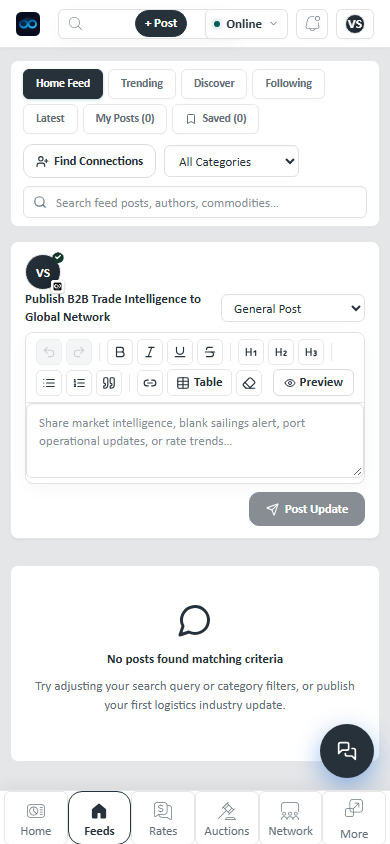 + Post
Online
VS
Home Feed
Trending
Discover
Following
Latest
My Posts (0)
Saved (0)
Find Connections
All Categories
Search feed posts, authors, commodities...
VS
Publish B2B Trade Intelligence to
Global Network
General Post
B I U S H1 H2 H3
Table
Preview
Share market intelligence, blank sailings alert, port
operational updates, or rate trends...
Post Update
No posts found matching criteria
Try adjusting your search query or category filters, or publish
your first logistics industry update.
Home
Feeds
Rates
Auctions
Network
More